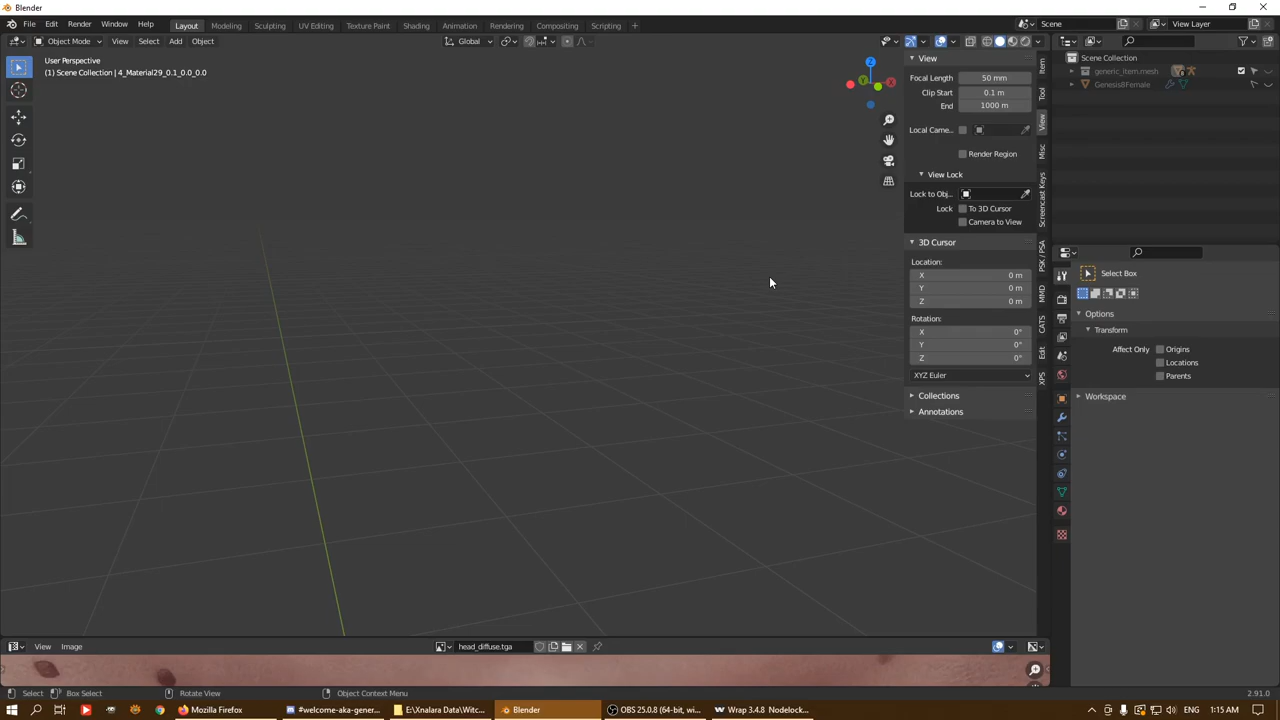 Blender
File Edit Render Window Help Layout Modeling Sculpting UV Editing Texture Paint Shading Animation Rendering Compositing Scripting + Scene View Layer
Object Mode View Select Add Object Global
User Perspective
(1) Scene Collection | 4_Material29_0.1_0.0_0.0
Z
Y
X
View
Focal Length 50 mm
Clip Start 0.1 m
End 1000 m
Local Came...
Render Region
View Lock
Lock to Obj...
Lock To 3D Cursor
Camera to View
3D Cursor
Location:
X 0 m
Y 0 m
Z 0 m
Rotation:
X 0°
Y 0°
Z 0°
XYZ Euler
Collections
Annotations
Item
Tool
View
Misc
Screencast Keys
PSK / PSA
MMD
CATS
Edit
XPS
Scene Collection
generic_item.mesh
Genesis8Female
Select Box
Options
Transform
Affect Only Origins
Locations
Parents
Workspace
View Image head_diffuse.tga
Select Box Select Rotate View Object Context Menu 2.91.0
Mozilla Firefox #welcome-aka-gener... E:\Xnalara Data\Witc... Blender OBS 25.0.8 (64-bit, wi... Wrap 3.4.8 Nodelock... ENG 1:15 AM